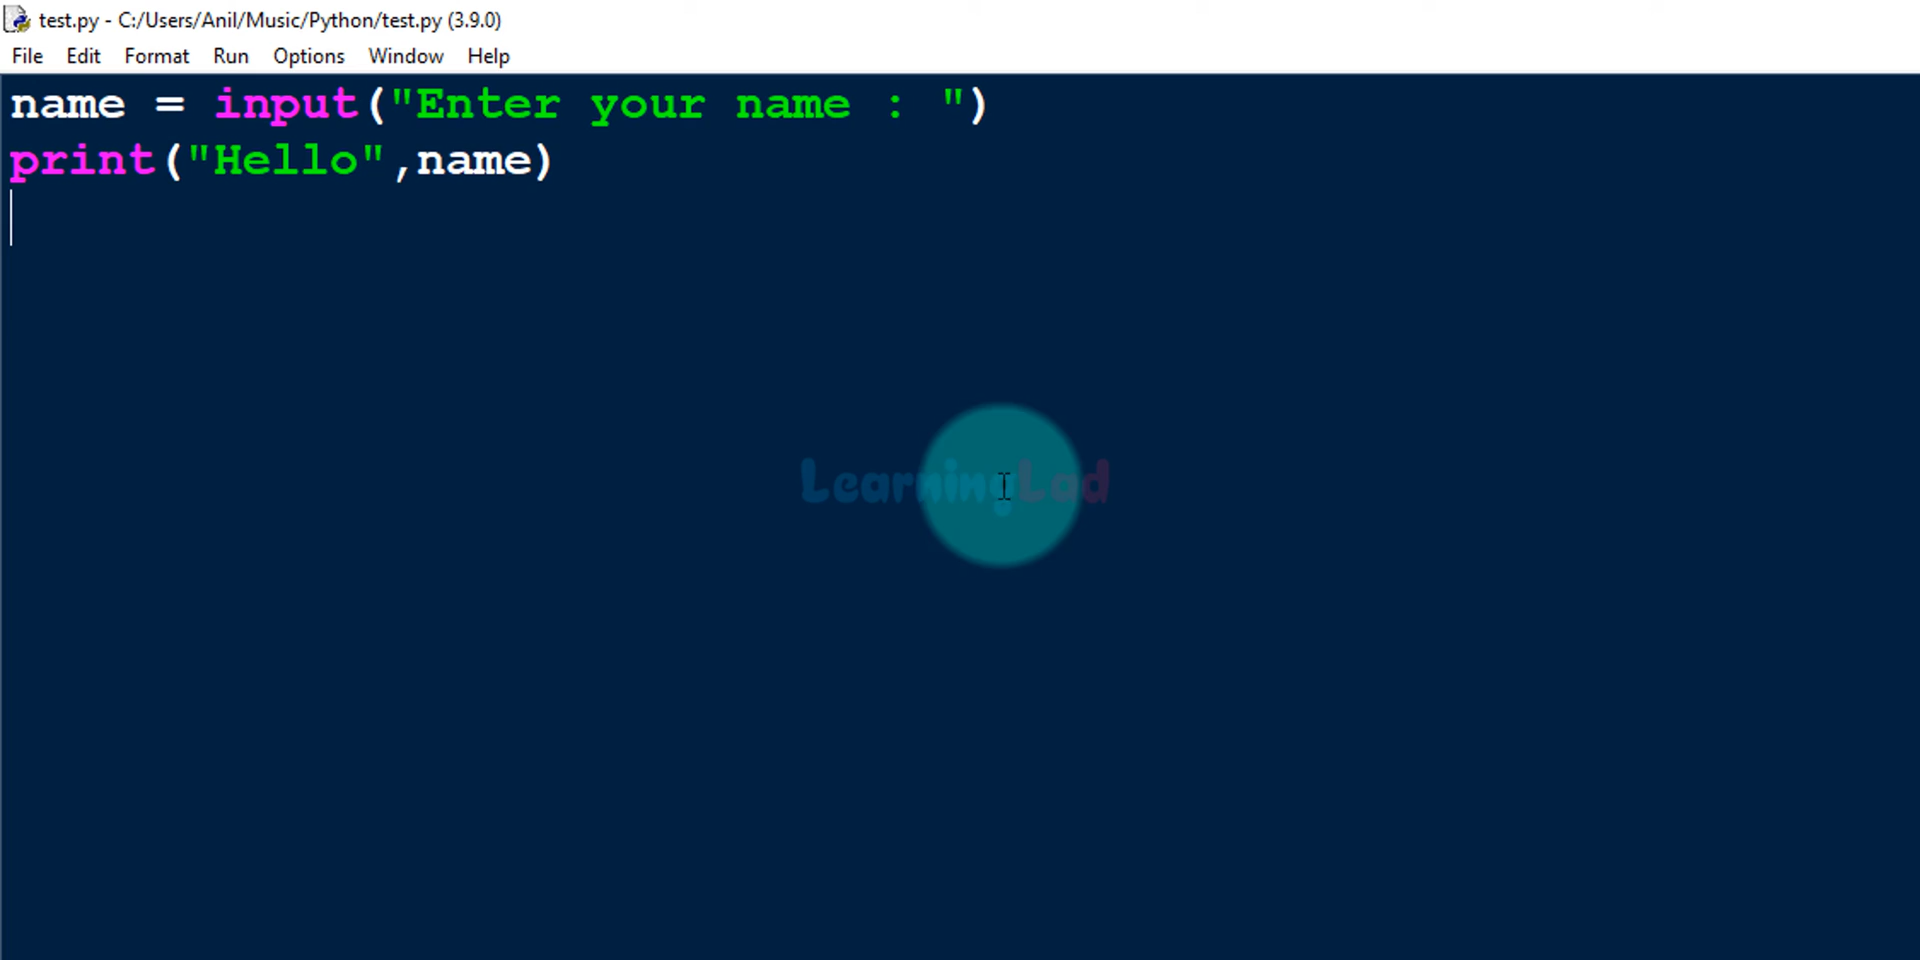 test.py - C:/Users/Anil/Music/Python/test.py (3.9.0)
File Edit Format Run Options Window Help
name = input("Enter your name : ")
print("Hello",name)
LearningLad